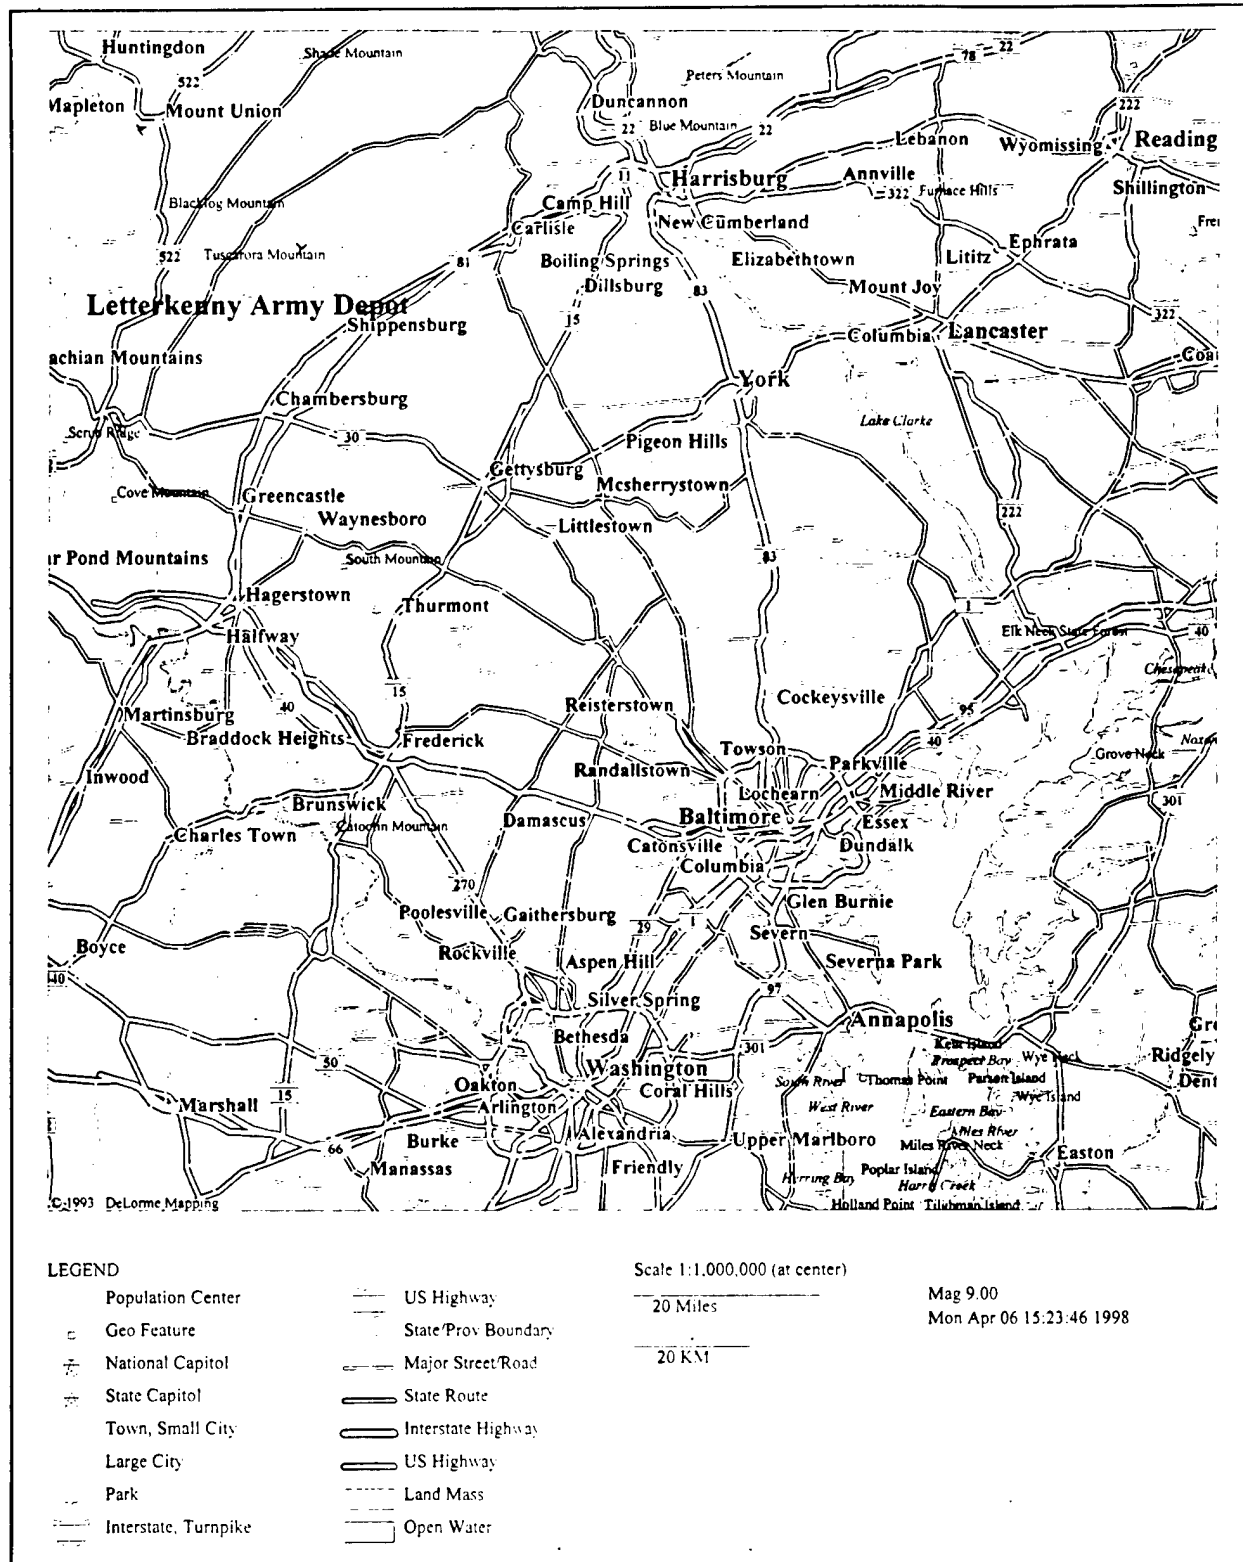 Huntingdon
Shade Mountain
22
78
522
Peters Mountain
Mapleton
Mount Union
Duncannon
222
22
Blue Mountain
22
Lebanon
Wyomissing
Reading
11
Harrisburg
Annville
322
Furnace Hills
Shillington
Blacklog Mountain
Camp Hill
New Cumberland
Carlisle
522
Tuscarora Mountain
81
Boiling Springs
Elizabethtown
Lititz
Ephrata
Dillsburg
83
Mount Joy
Letterkenny Army Depot
15
322
Shippensburg
Columbia
Lancaster
achian Mountains
Coa
York
Chambersburg
Scrub Ridge
30
Lake Clarke
Pigeon Hills
Gettysburg
Cove Mountain
Greencastle
Mcsherrystown
Waynesboro
Littlestown
222
ar Pond Mountains
South Mountain
83
Hagerstown
Thurmont
1
Halfway
Elk Neck State Forest
40
Chesapeak
15
Cockeysville
40
Reisterstown
95
Martinsburg
Braddock Heights
Frederick
40
Towson
Grove Neck
Inwood
Randallstown
Parkville
Lochearn
Middle River
Brunswick
301
Catoctin Mountain
Damascus
Baltimore
Essex
Charles Town
Catonsville
Dundalk
Columbia
270
Poolesville
Gaithersburg
Glen Burnie
29
1
Severn
Boyce
Rockville
Aspen Hill
Severna Park
40
97
Silver Spring
Annapolis
Gre
Bethesda
301
Kent Island
50
Prospect Bay
Wye Neck
Ridgely
Washington
Oakton
Coral Hills
South River
Thomas Point
Parson Island
Dent
15
Wye Island
Marshall
Arlington
West River
Eastern Bay
Miles River
Burke
Alexandria
Upper Marlboro
Miles River Neck
66
Easton
Manassas
Friendly
Poplar Island
Herring Bay
Harris Creek
©1993 DeLorme Mapping
Holland Point
Tilghman Island
LEGEND
Population Center
Geo Feature
National Capitol
State Capitol
Town, Small City
Large City
Park
Interstate, Turnpike
US Highway
State/Prov Boundary
Major Street/Road
State Route
Interstate Highway
US Highway
Land Mass
Open Water
Scale 1:1,000,000 (at center)
20 Miles
20 KM
Mag 9.00
Mon Apr 06 15:23:46 1998